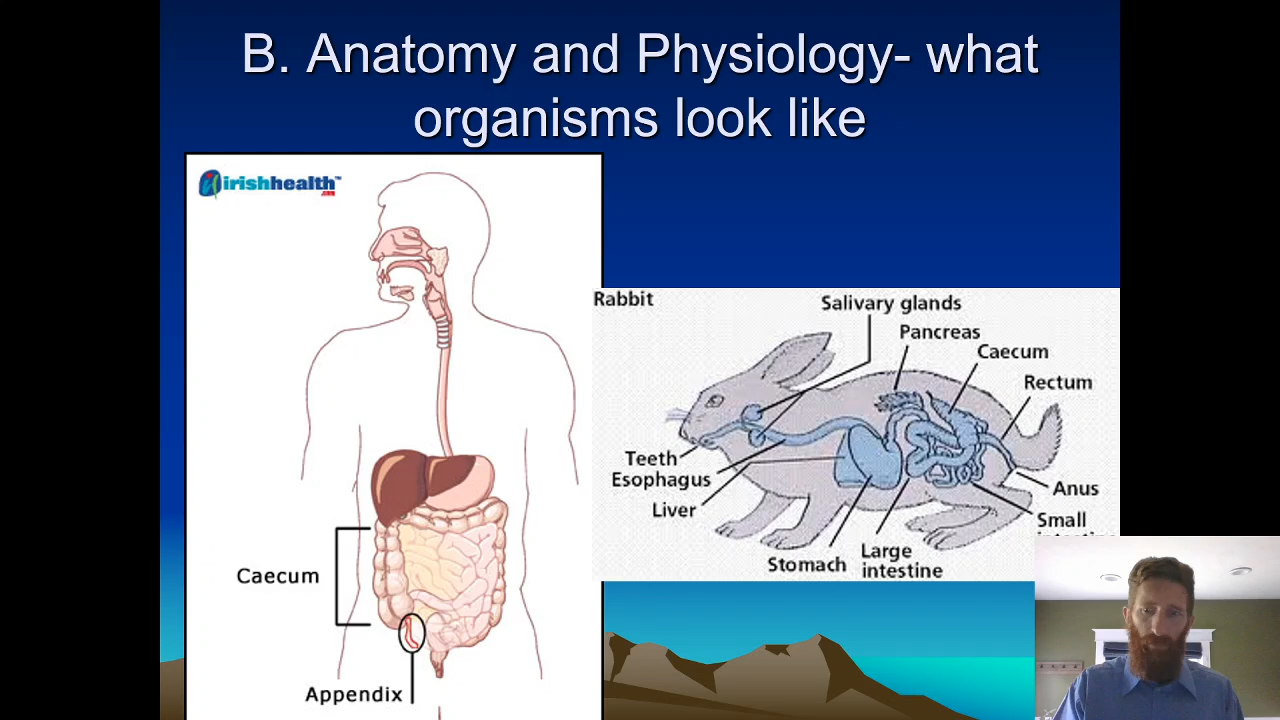 B. Anatomy and Physiology- what
organisms look like
irishhealth™
Rabbit
Salivary glands
Pancreas
Caecum
Rectum
Teeth
Esophagus
Liver
Anus
Small
Stomach
Large
intestine
Caecum
Appendix